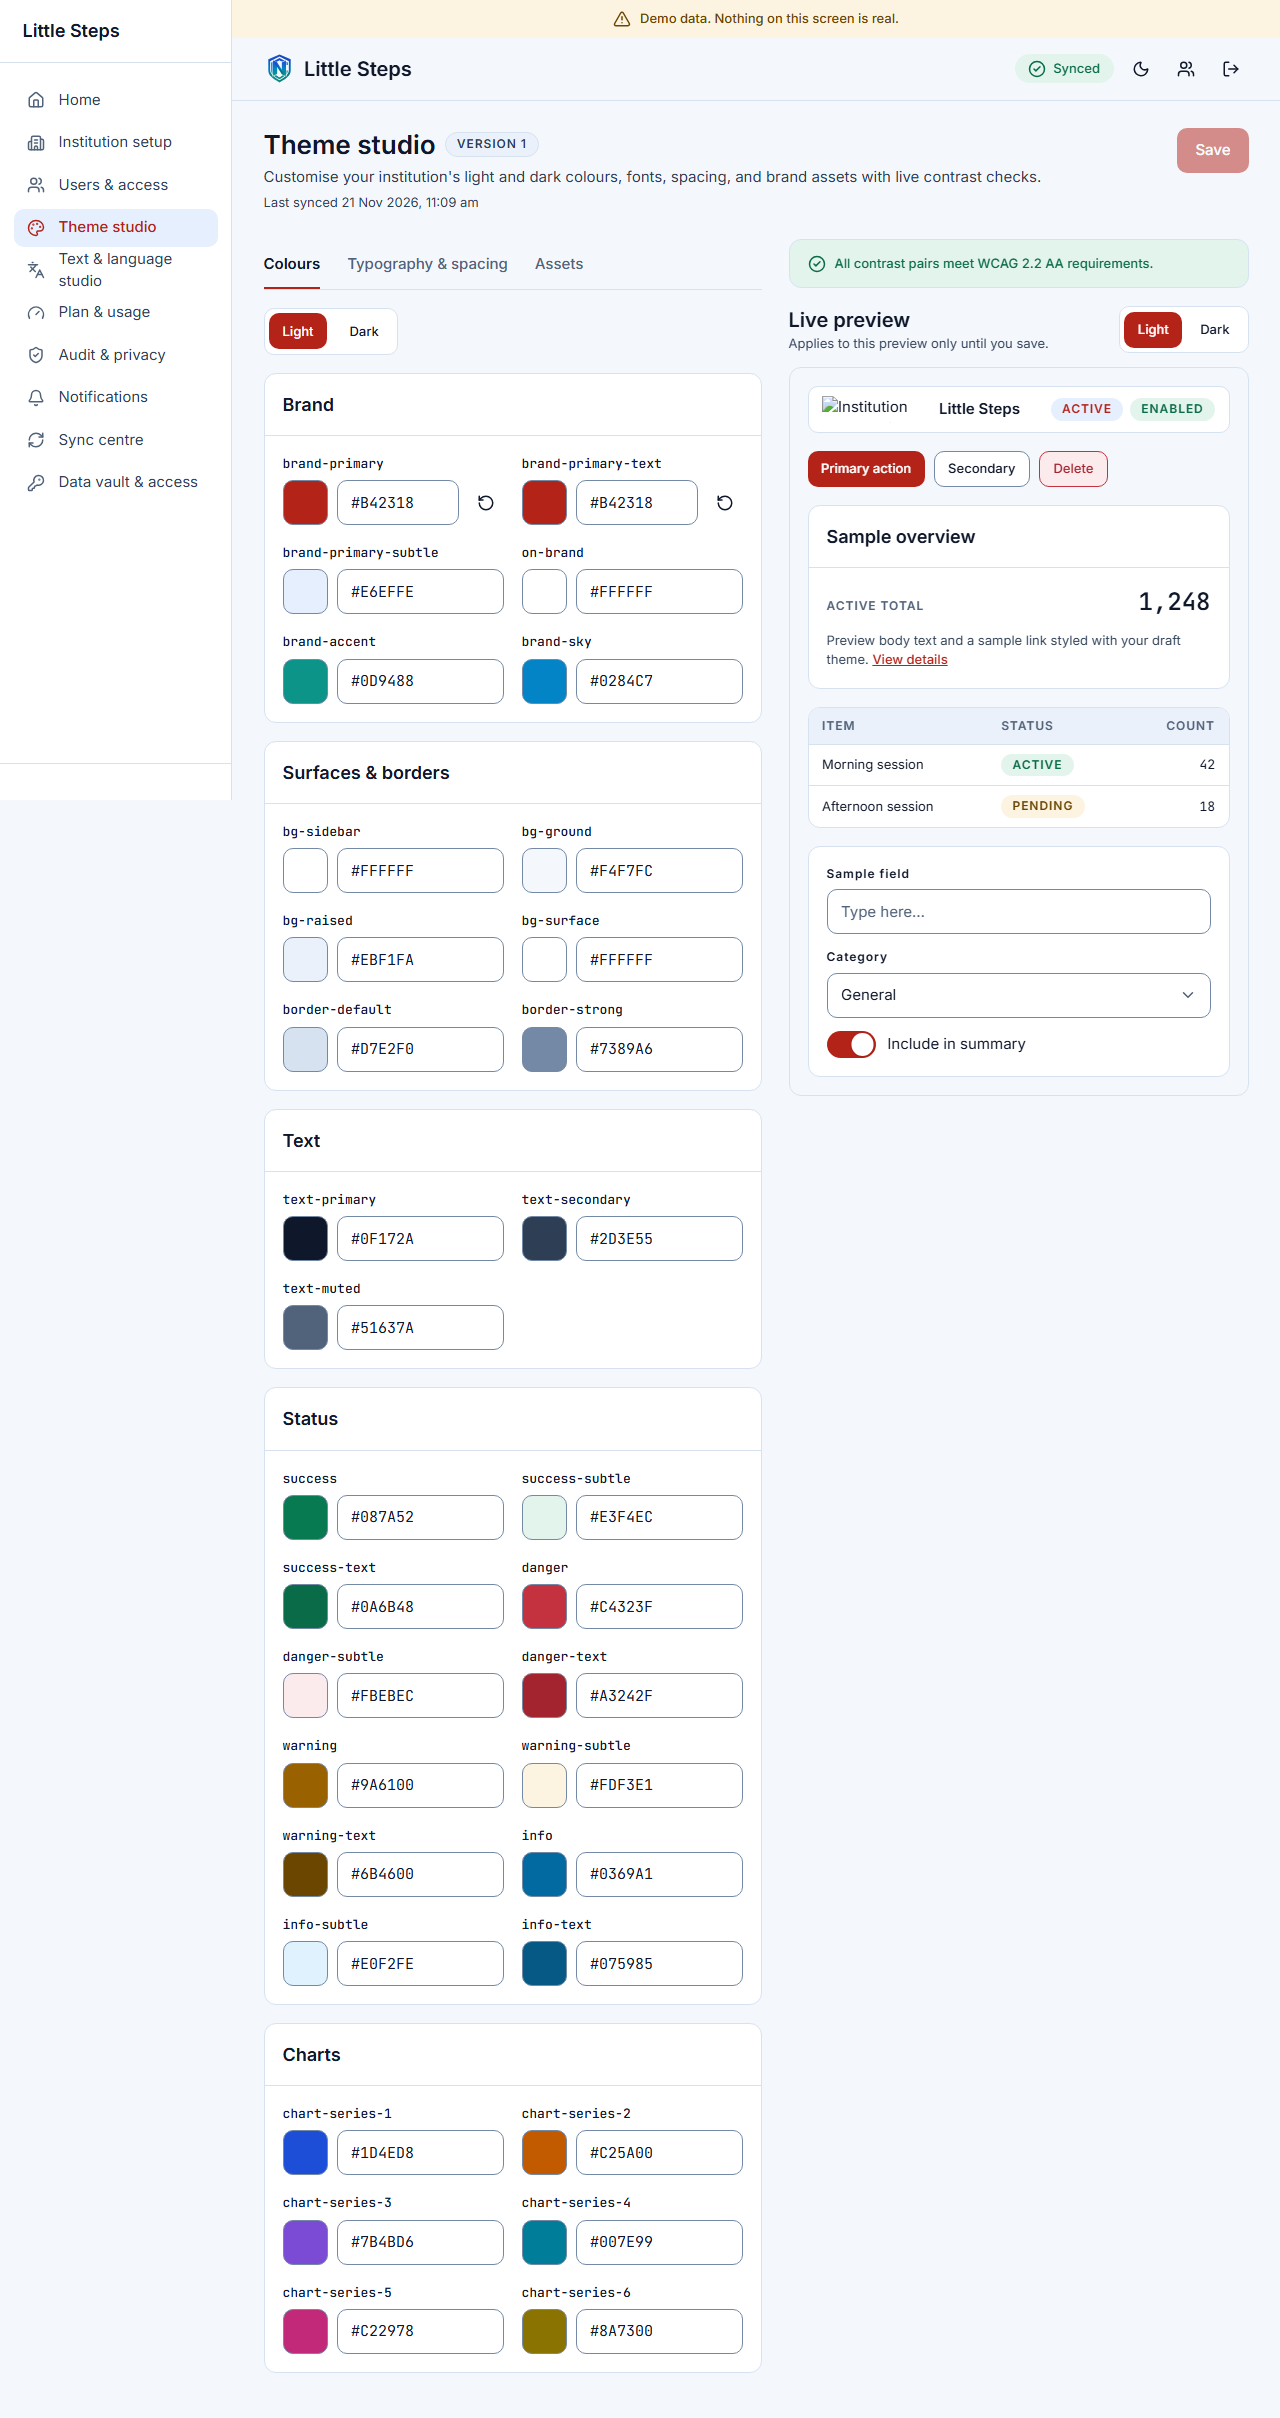 Little Steps
Home
Institution setup
Users & access
Theme studio
Text & language
studio
Plan & usage
Audit & privacy
Notifications
Sync centre
Data vault & access
Demo data. Nothing on this screen is real.
Little Steps
Synced
Theme studio VERSION 1
Save
Customise your institution's light and dark colours, fonts, spacing, and brand assets with live contrast checks.
Last synced 21 Nov 2026, 11:09 am
Colours Typography & spacing Assets
Light Dark
Brand
brand-primary brand-primary-text
#B42318 #B42318
brand-primary-subtle on-brand
#E6EFFE #FFFFFF
brand-accent brand-sky
#0D9488 #0284C7
Surfaces & borders
bg-sidebar bg-ground
#FFFFFF #F4F7FC
bg-raised bg-surface
#EBF1FA #FFFFFF
border-default border-strong
#D7E2F0 #7389A6
Text
text-primary text-secondary
#0F172A #2D3E55
text-muted
#51637A
Status
success success-subtle
#087A52 #E3F4EC
success-text danger
#0A6B48 #C4323F
danger-subtle danger-text
#FBEBEC #A3242F
warning warning-subtle
#9A6100 #FDF3E1
warning-text info
#6B4600 #0369A1
info-subtle info-text
#E0F2FE #075985
Charts
chart-series-1 chart-series-2
#1D4ED8 #C25A00
chart-series-3 chart-series-4
#7B4BD6 #007E99
chart-series-5 chart-series-6
#C22978 #8A7300
All contrast pairs meet WCAG 2.2 AA requirements.
Live preview
Applies to this preview only until you save.
Light Dark
Institution Little Steps ACTIVE ENABLED
Primary action Secondary Delete
Sample overview
ACTIVE TOTAL 1,248
Preview body text and a sample link styled with your draft
theme. View details
ITEM STATUS COUNT
Morning session ACTIVE 42
Afternoon session PENDING 18
Sample field
Type here...
Category
General
Include in summary